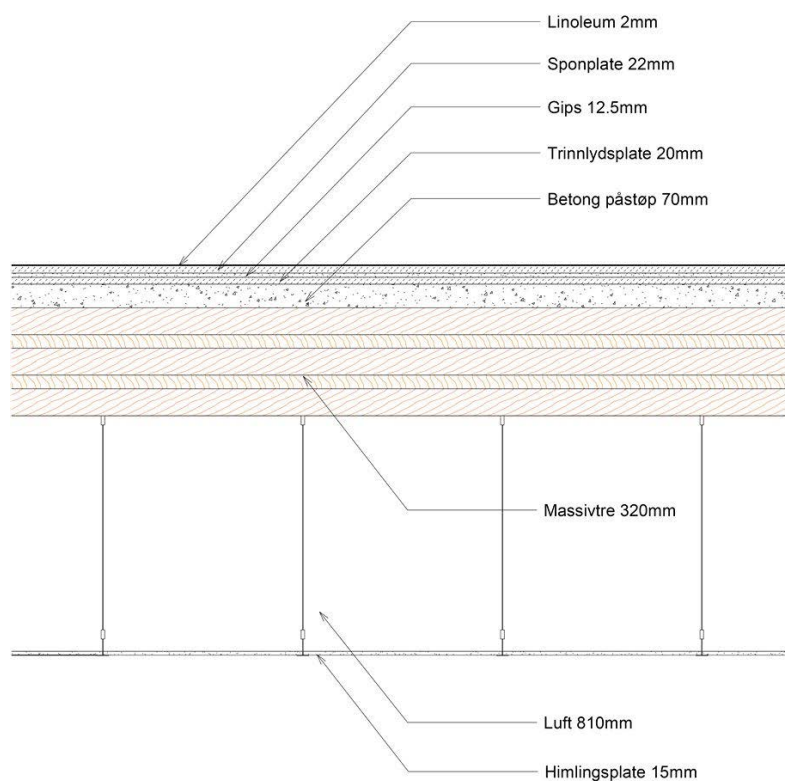 Linoleum 2mm
Sponplate 22mm
Gips 12.5mm
Trinnlydsplate 20mm
Betong påstøp 70mm
Massivtre 320mm
Luft 810mm
Himlingsplate 15mm